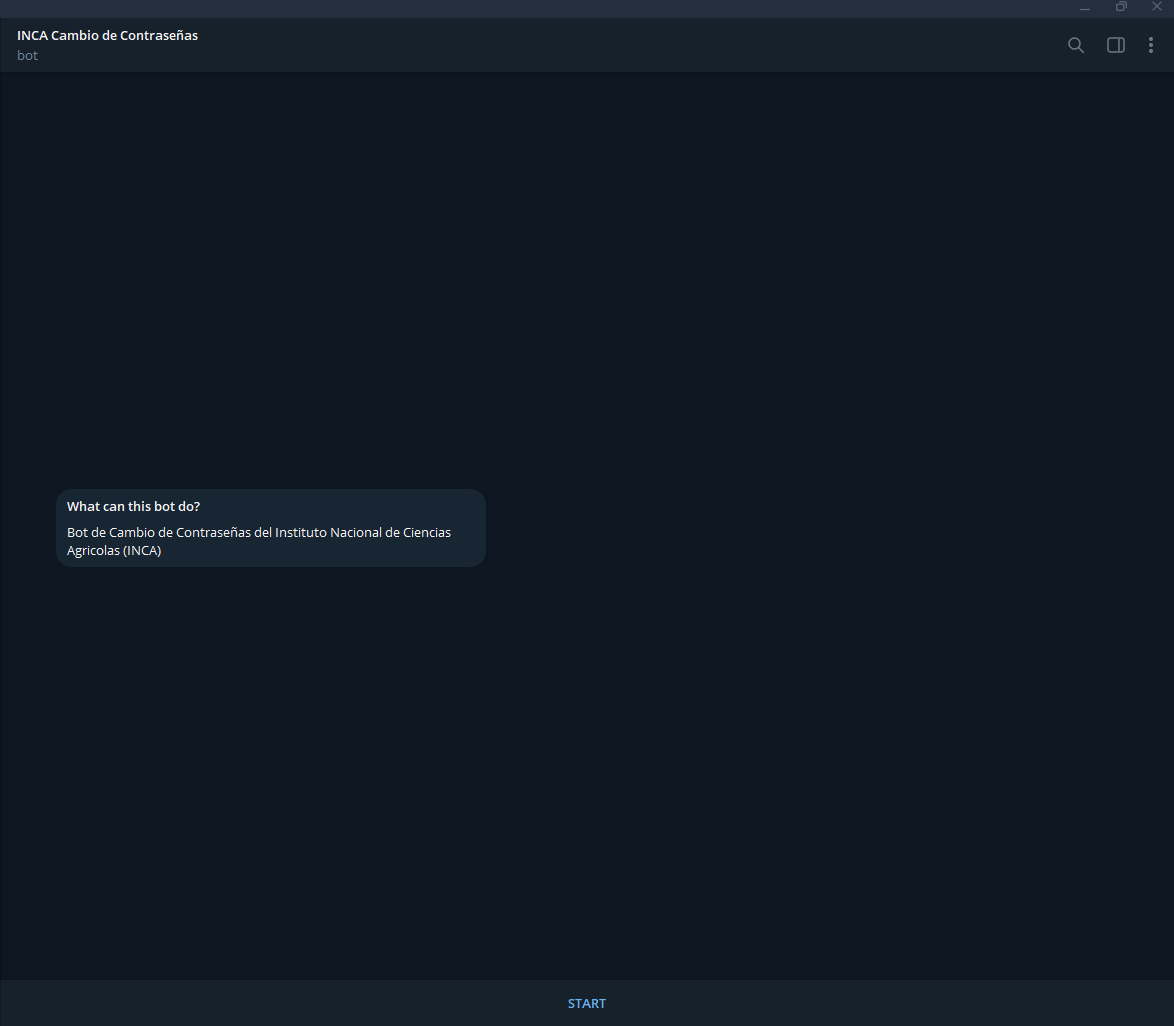 INCA Cambio de Contraseñas
bot
What can this bot do?
Bot de Cambio de Contraseñas del Instituto Nacional de Ciencias
Agricolas (INCA)
START